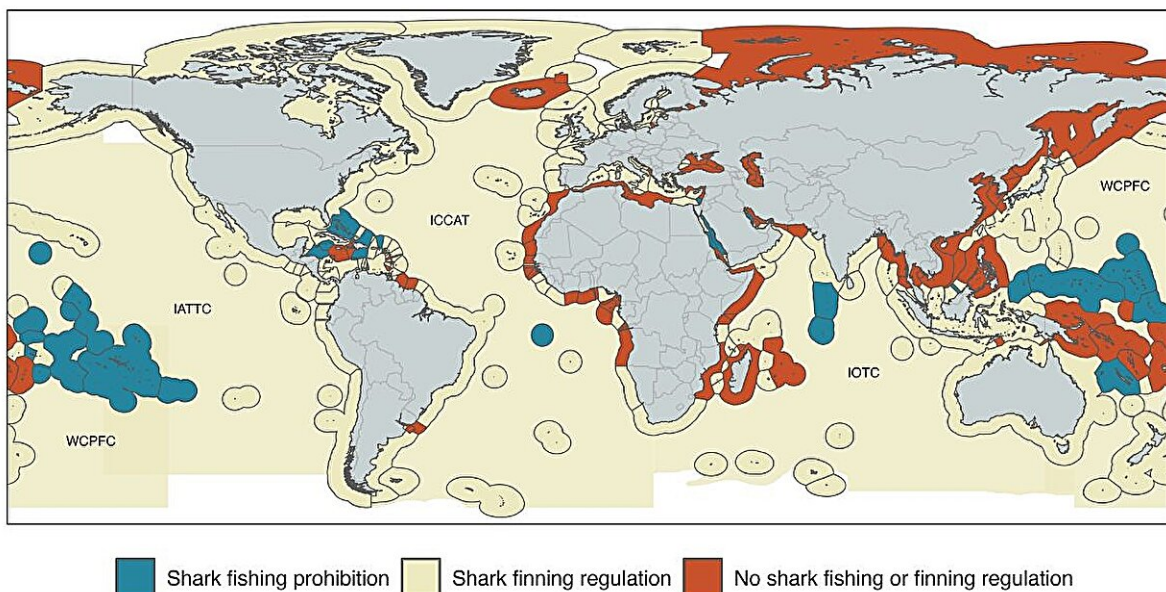 WCPFC
ICCAT
IATTC
IOTC
WCPFC
Shark fishing prohibition
Shark finning regulation
No shark fishing or finning regulation